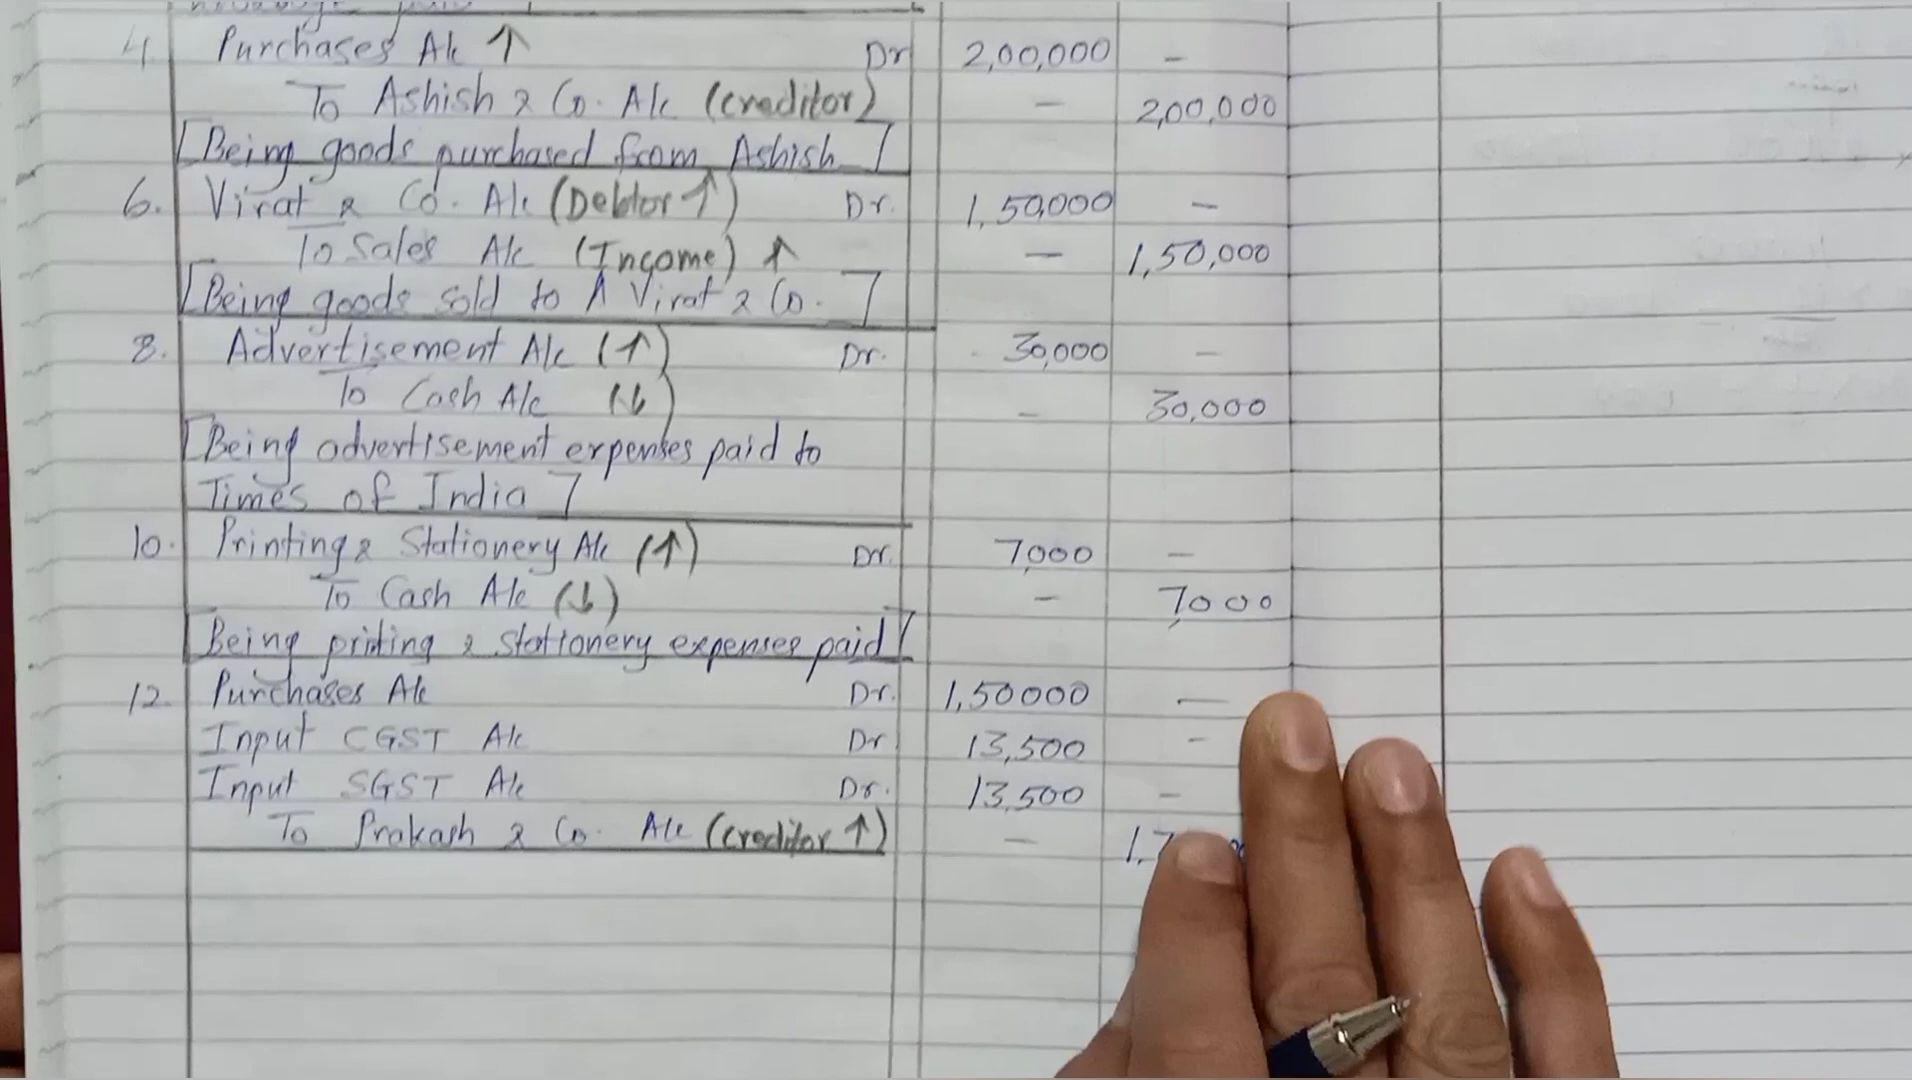 4. Purchases A/c ↑ Dr 2,00,000 –
To Ashish & Co. A/c (creditor) – 2,00,000
[Being goods purchased from Ashish]
6. Virat & Co. A/c (Debtor ↑) Dr. 1,50,000 –
To Sales A/c (Income) ↑ – 1,50,000
[Being goods sold to A Virat & Co.]
8. Advertisement A/c (↑) Dr. 30,000 –
To Cash A/c (↓) – 30,000
[Being advertisement expenses paid to
Times of India]
10. Printing & Stationery A/c (↑) Dr. 7,000 –
To Cash A/c (↓) – 7,000
[Being priting & stationery expenses paid]
12. Purchases A/c Dr. 1,50000 –
Input CGST A/c Dr 13,500 –
Input SGST A/c Dr. 13,500 –
To Prakash & Co. A/c (creditor ↑) –